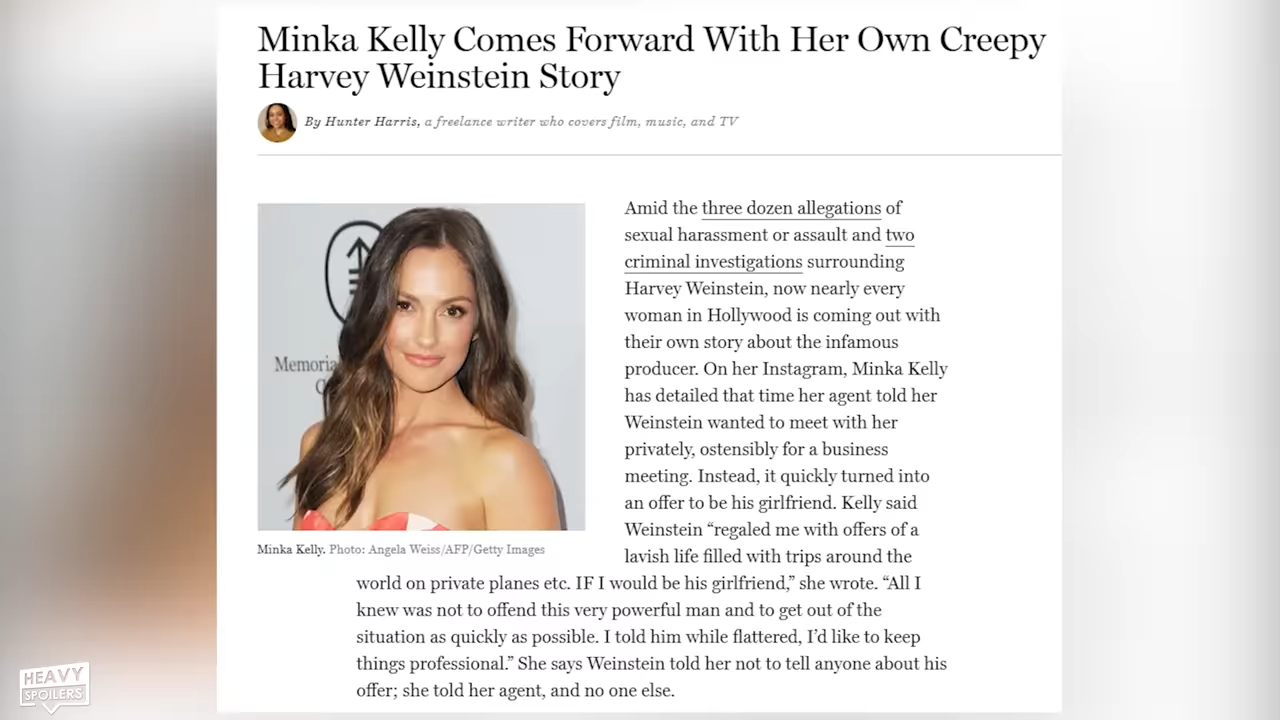 Minka Kelly Comes Forward With Her Own Creepy
Harvey Weinstein Story
By Hunter Harris, a freelance writer who covers film, music, and TV
Memoria
C
Minka Kelly. Photo: Angela Weiss/AFP/Getty Images
Amid the three dozen allegations of
sexual harassment or assault and two
criminal investigations surrounding
Harvey Weinstein, now nearly every
woman in Hollywood is coming out with
their own story about the infamous
producer. On her Instagram, Minka Kelly
has detailed that time her agent told her
Weinstein wanted to meet with her
privately, ostensibly for a business
meeting. Instead, it quickly turned into
an offer to be his girlfriend. Kelly said
Weinstein “regaled me with offers of a
lavish life filled with trips around the
world on private planes etc. IF I would be his girlfriend,” she wrote. “All I
knew was not to offend this very powerful man and to get out of the
situation as quickly as possible. I told him while flattered, I’d like to keep
things professional.” She says Weinstein told her not to tell anyone about his
offer; she told her agent, and no one else.
HEAVY
SPOILERS